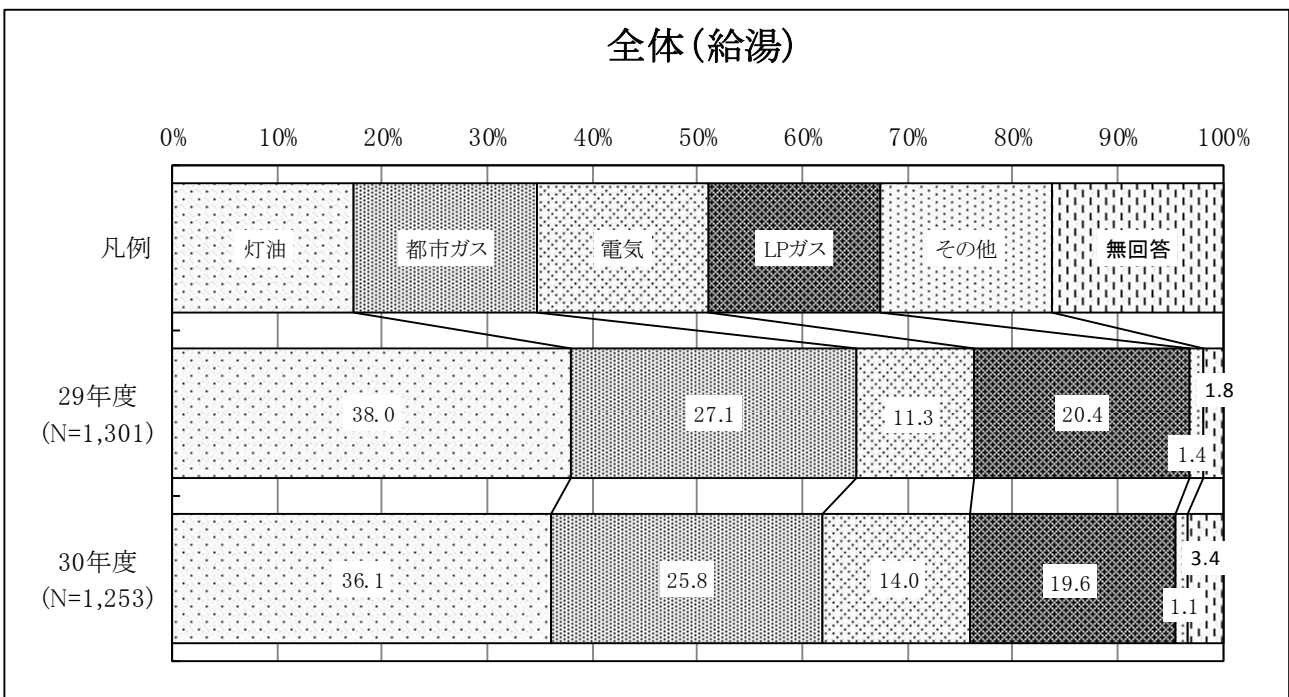 全体(給湯)
0% 10% 20% 30% 40% 50% 60% 70% 80% 90% 100%
凡例 灯油 都市ガス 電気 LPガス その他 無回答
29年度
(N=1,301)
38.0 27.1 11.3 20.4 1.4 1.8
30年度
(N=1,253)
36.1 25.8 14.0 19.6 1.1 3.4